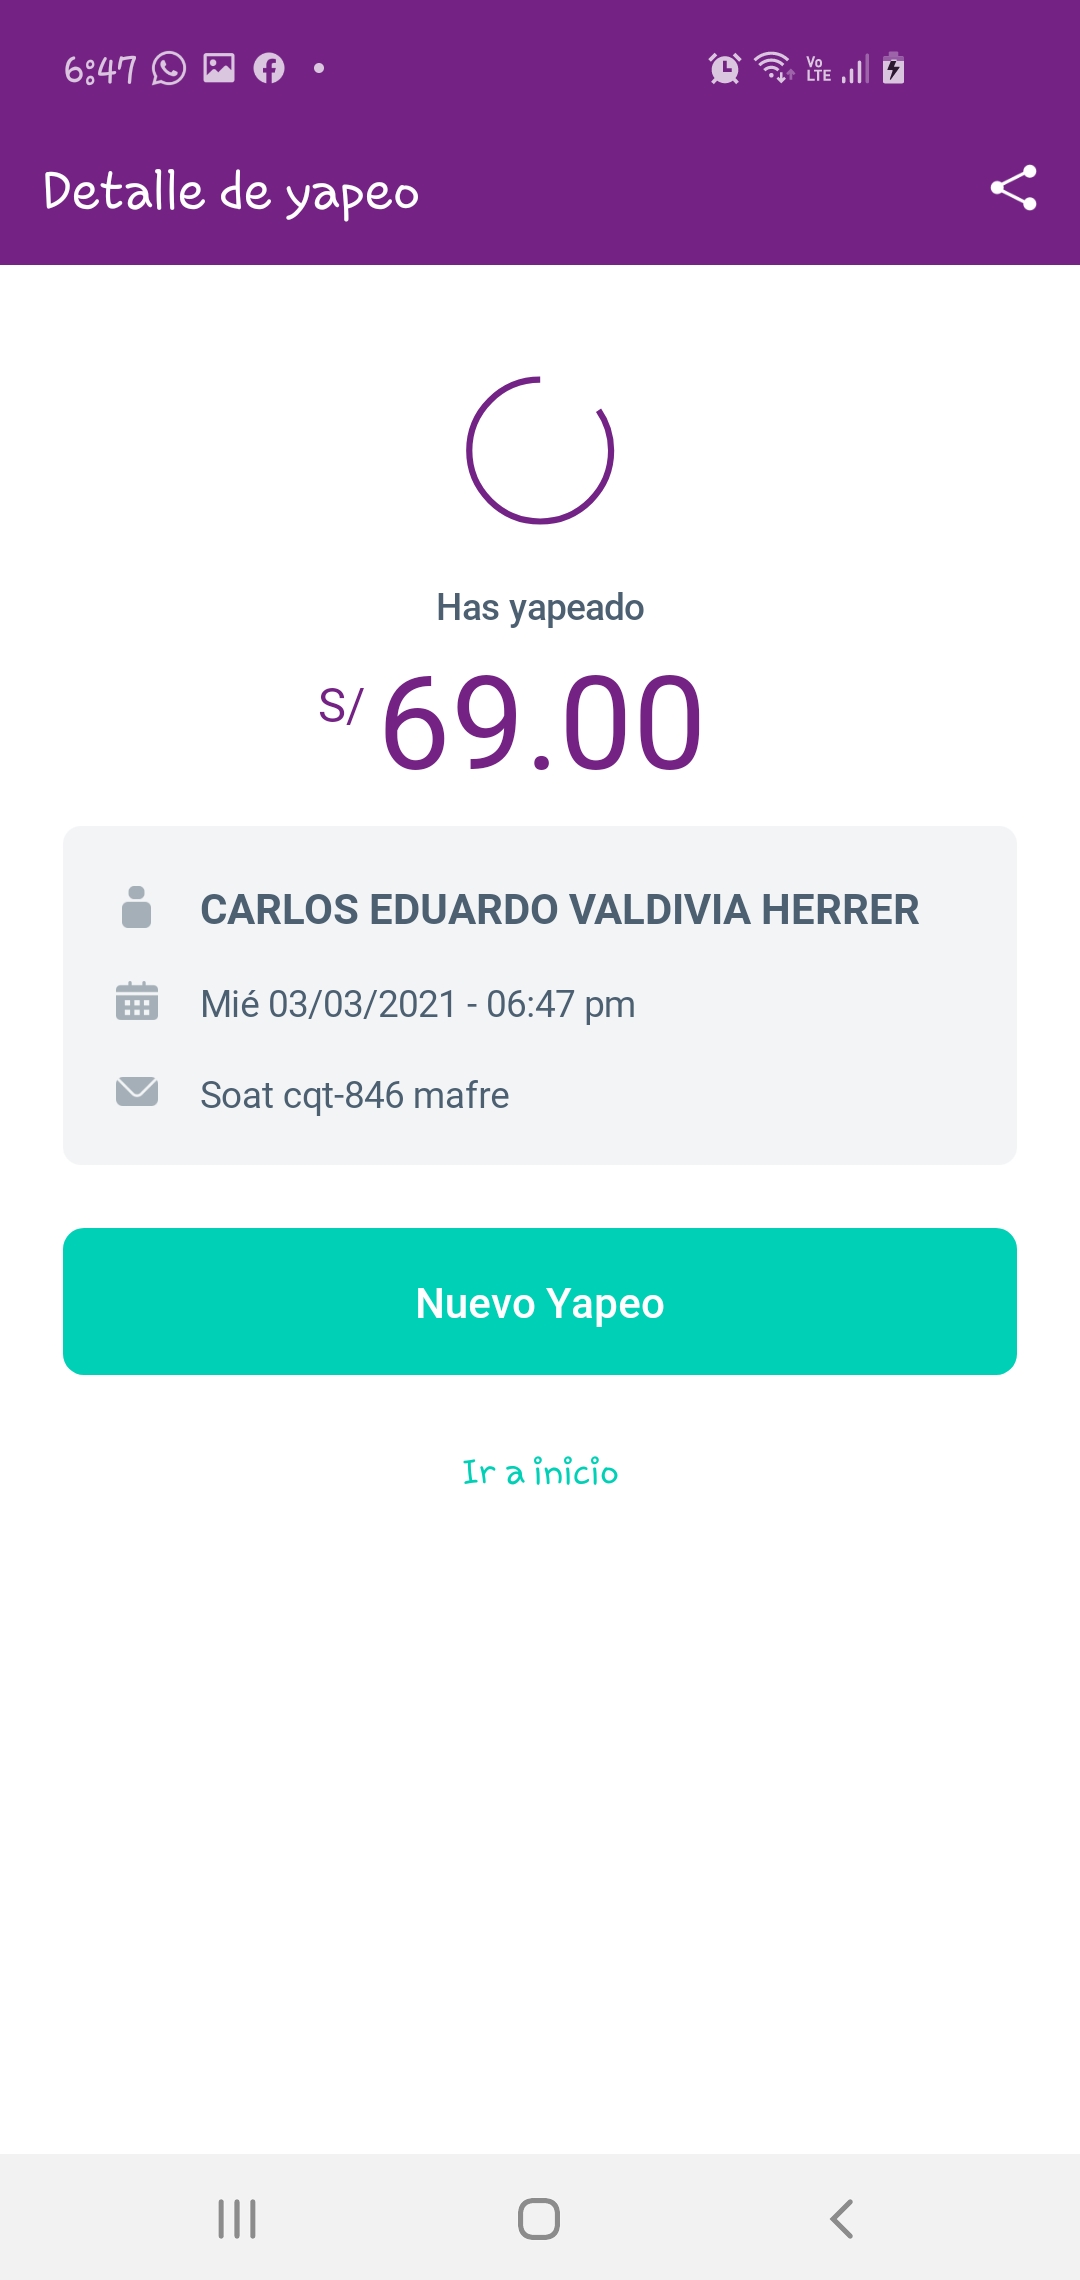 6:47
Vo
LTE
Detalle de yapeo
Has yapeado
S/ 69.00
CARLOS EDUARDO VALDIVIA HERRER
Mié 03/03/2021 - 06:47 pm
Soat cqt-846 mafre
Nuevo Yapeo
Ir a inicio